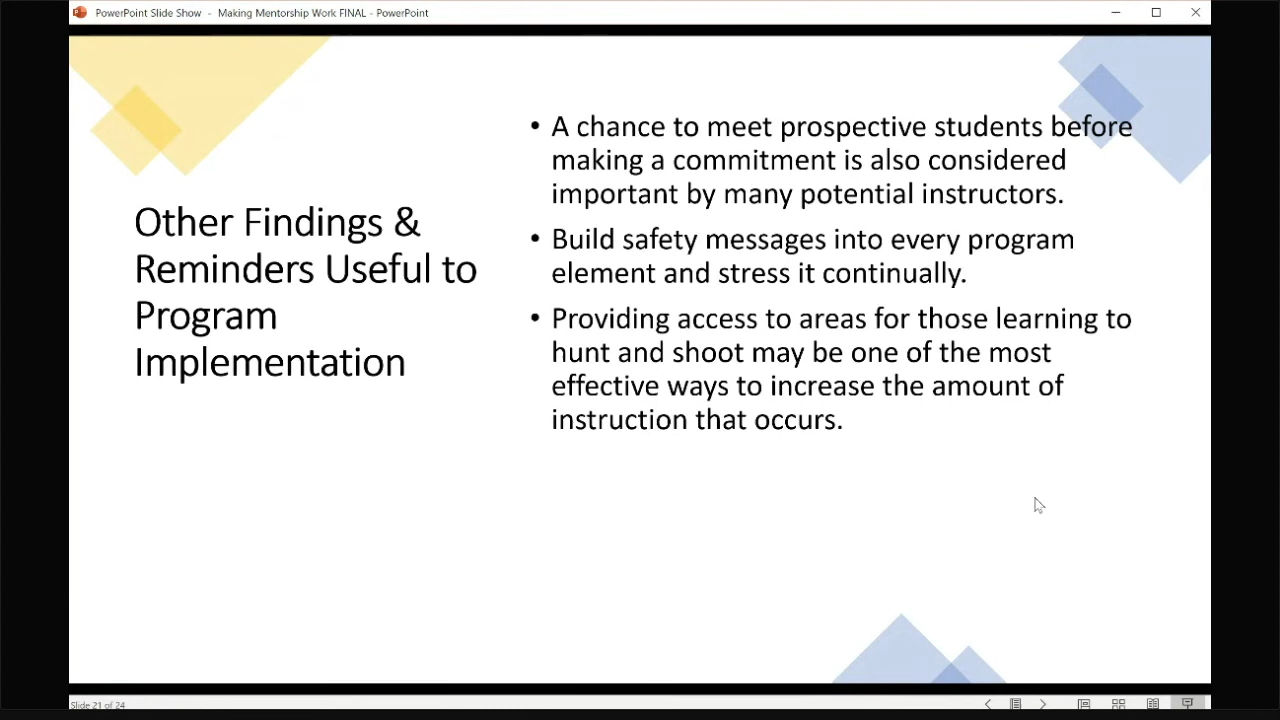 PowerPoint Slide Show - Making Mentorship Work FINAL - PowerPoint
Other Findings &
Reminders Useful to
Program
Implementation
• A chance to meet prospective students before
making a commitment is also considered
important by many potential instructors.
• Build safety messages into every program
element and stress it continually.
• Providing access to areas for those learning to
hunt and shoot may be one of the most
effective ways to increase the amount of
instruction that occurs.
Slide 21 of 24